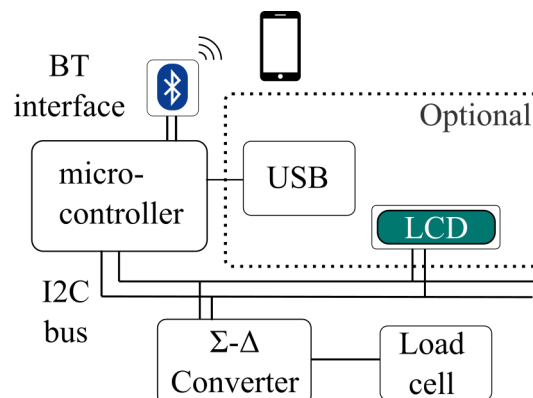 BT
interface
Optional
micro-
controller
USB
LCD
I2C
bus
Σ-Δ
Converter
Load
cell